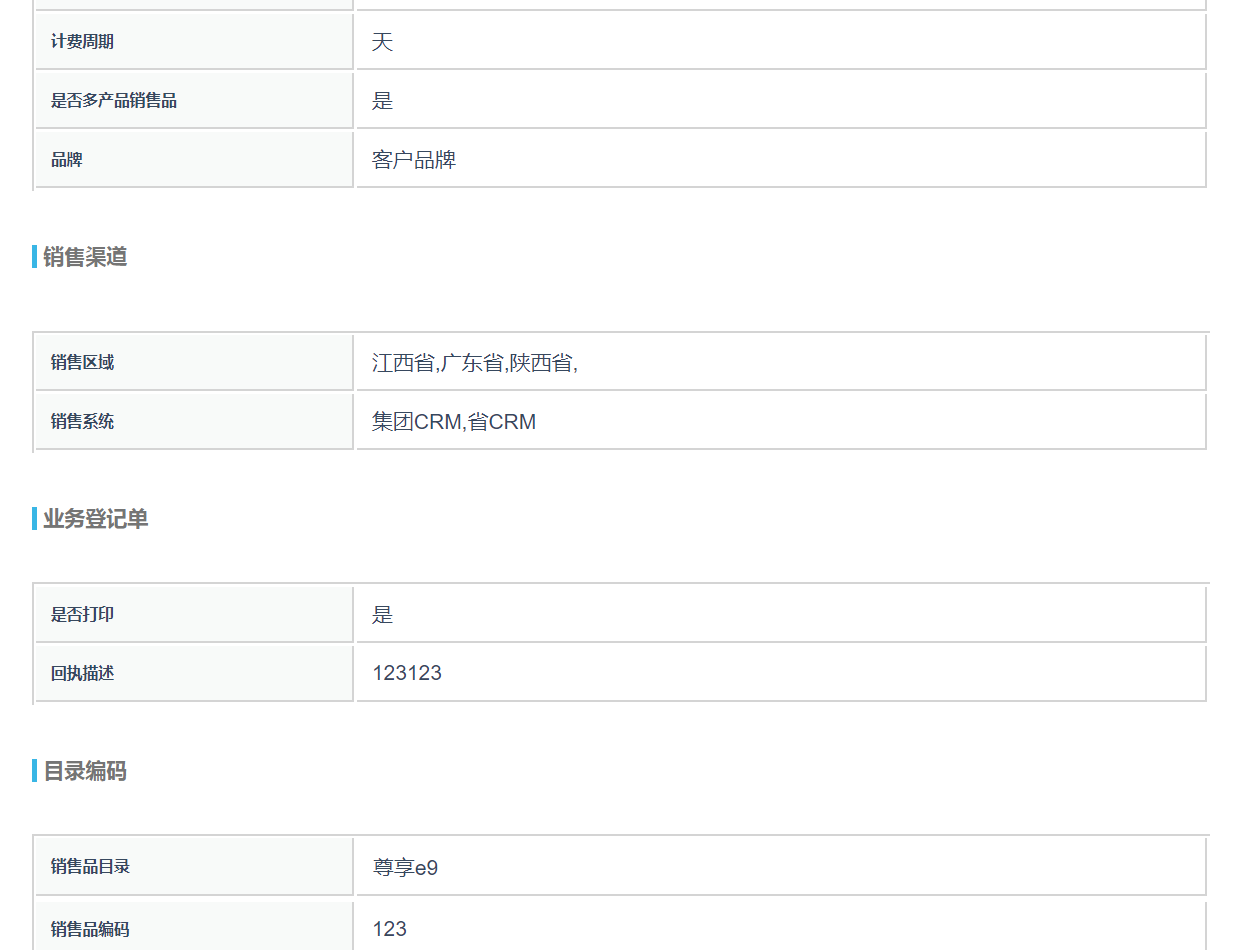 计费周期 天
是否多产品销售品 是
品牌 客户品牌
销售渠道
销售区域 江西省,广东省,陕西省,
销售系统 集团CRM,省CRM
业务登记单
是否打印 是
回执描述 123123
目录编码
销售品目录 尊享e9
销售品编码 123